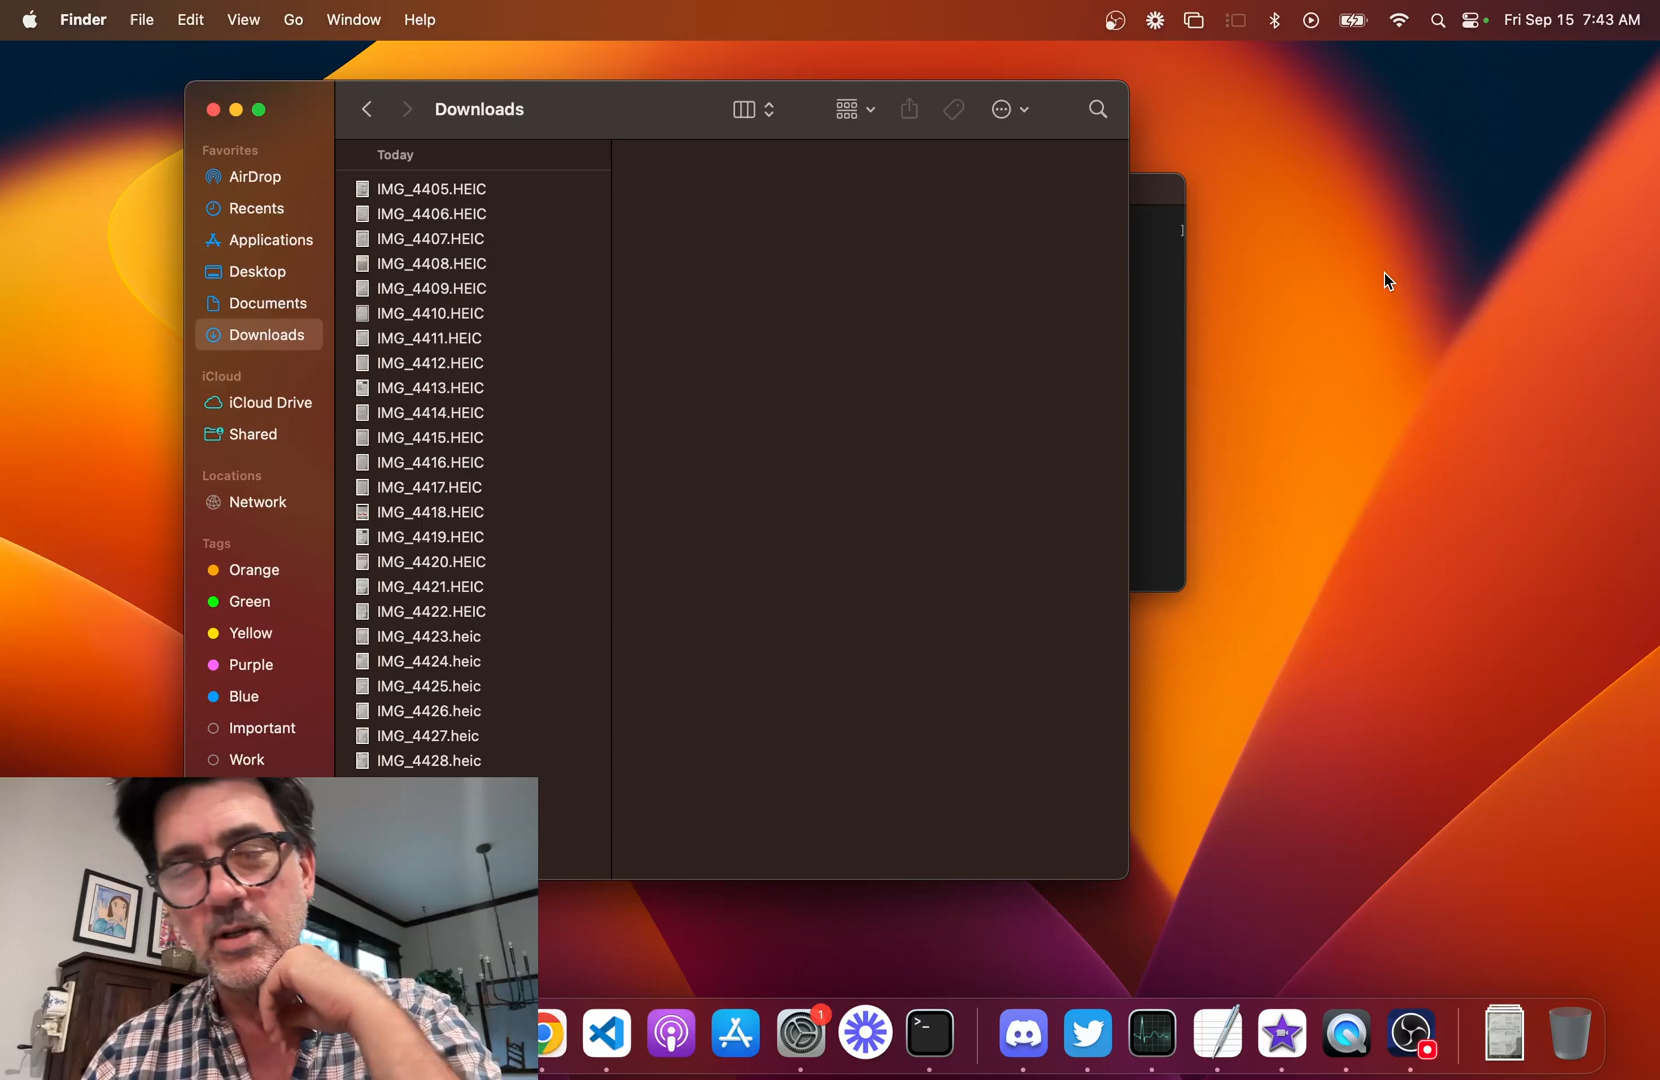 Finder File Edit View Go Window Help Fri Sep 15 7:43 AM
Downloads
Favorites
AirDrop
Recents
Applications
Desktop
Documents
Downloads
iCloud
iCloud Drive
Shared
Locations
Network
Tags
Orange
Green
Yellow
Purple
Blue
Important
Work
Today
IMG_4405.HEIC
IMG_4406.HEIC
IMG_4407.HEIC
IMG_4408.HEIC
IMG_4409.HEIC
IMG_4410.HEIC
IMG_4411.HEIC
IMG_4412.HEIC
IMG_4413.HEIC
IMG_4414.HEIC
IMG_4415.HEIC
IMG_4416.HEIC
IMG_4417.HEIC
IMG_4418.HEIC
IMG_4419.HEIC
IMG_4420.HEIC
IMG_4421.HEIC
IMG_4422.HEIC
IMG_4423.heic
IMG_4424.heic
IMG_4425.heic
IMG_4426.heic
IMG_4427.heic
IMG_4428.heic
]
1
>_